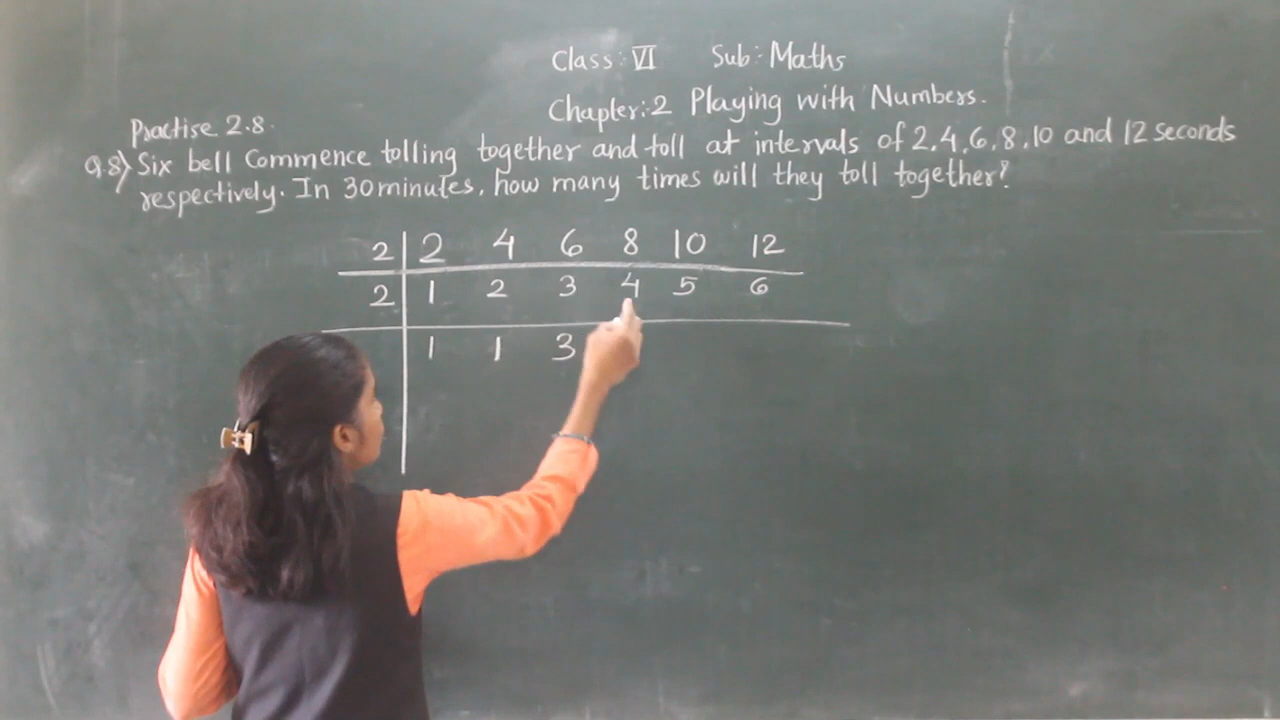 Class: VI Sub: Maths
Chapter:2 Playing with Numbers.
Practise 2.8.
Q.8) Six bell Commence tolling together and toll at intervals of 2,4,6,8,10 and 12 seconds
respectively. In 30 minutes, how many times will they toll together?
2 2 4 6 8 10 12
2 1 2 3 4 5 6
1 1 3